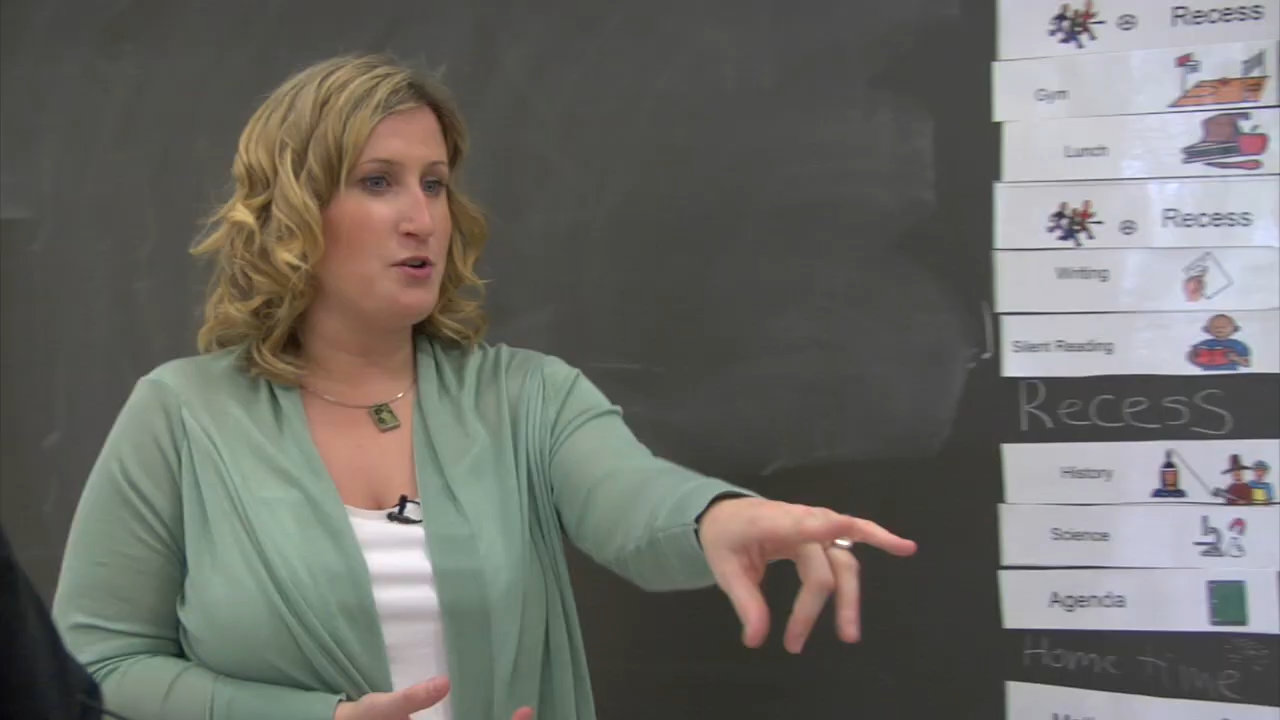 Recess
Gym
Lunch
Recess
Writing
Silent Reading
Recess
History
Science
Agenda
Home time